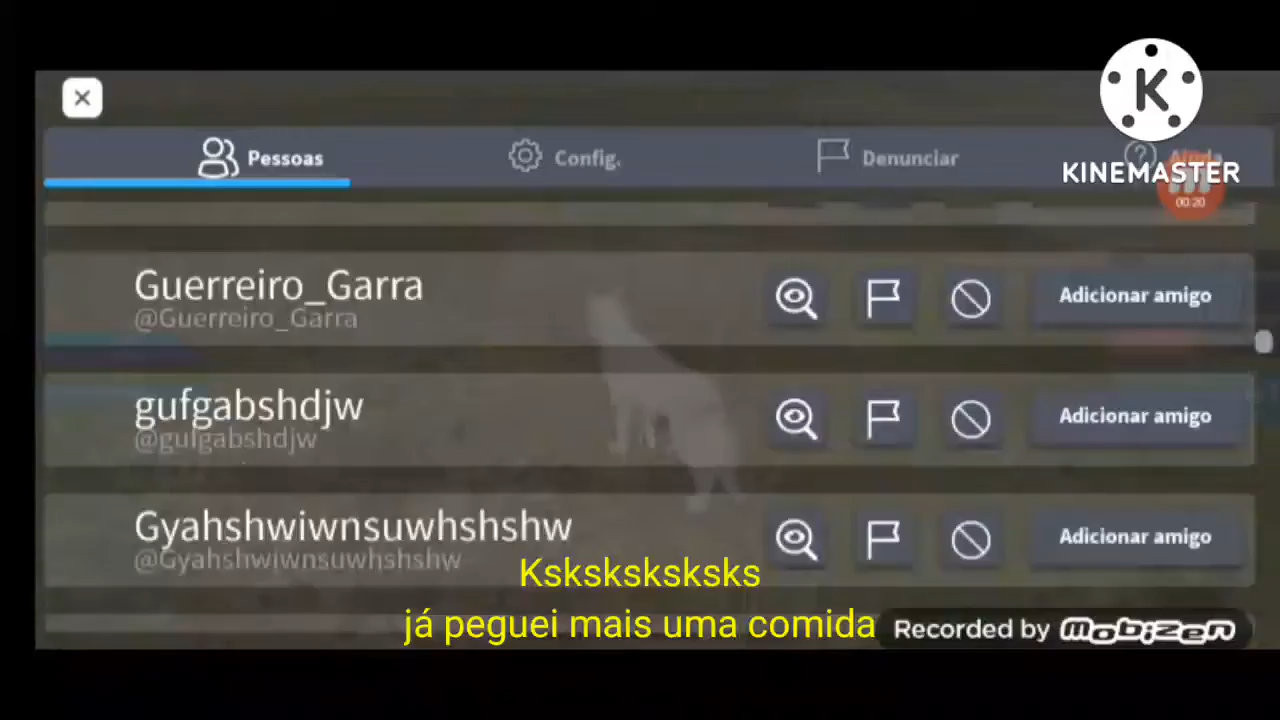 Pessoas
Config.
Denunciar
Ajuda
KINEMASTER
00:20
Guerreiro_Garra
@Guerreiro_Garra
Adicionar amigo
gufgabshdjw
@gufgabshdjw
Adicionar amigo
Gyahshwiwnsuwhshshw
@Gyahshwiwnsuwhshshw
Adicionar amigo
Ksksksksksks
já peguei mais uma comida
Recorded by mobizen